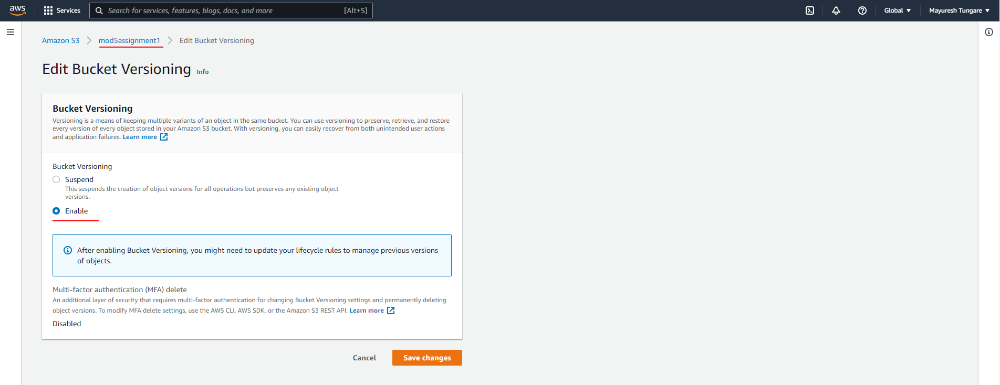 aws
Services
Search for services, features, blogs, docs, and more
[Alt+S]
Global
Mayuresh Tungare
Amazon S3
mod5assignment1
Edit Bucket Versioning
Edit Bucket Versioning
Info
Bucket Versioning
Versioning is a means of keeping multiple variants of an object in the same bucket. You can use versioning to preserve, retrieve, and restore
every version of every object stored in your Amazon S3 bucket. With versioning, you can easily recover from both unintended user actions
and application failures. Learn more
Bucket Versioning
Suspend
This suspends the creation of object versions for all operations but preserves any existing object
versions.
Enable
After enabling Bucket Versioning, you might need to update your lifecycle rules to manage previous versions
of objects.
Multi-factor authentication (MFA) delete
An additional layer of security that requires multi-factor authentication for changing Bucket Versioning settings and permanently deleting
object versions. To modify MFA delete settings, use the AWS CLI, AWS SDK, or the Amazon S3 REST API. Learn more
Disabled
Cancel
Save changes